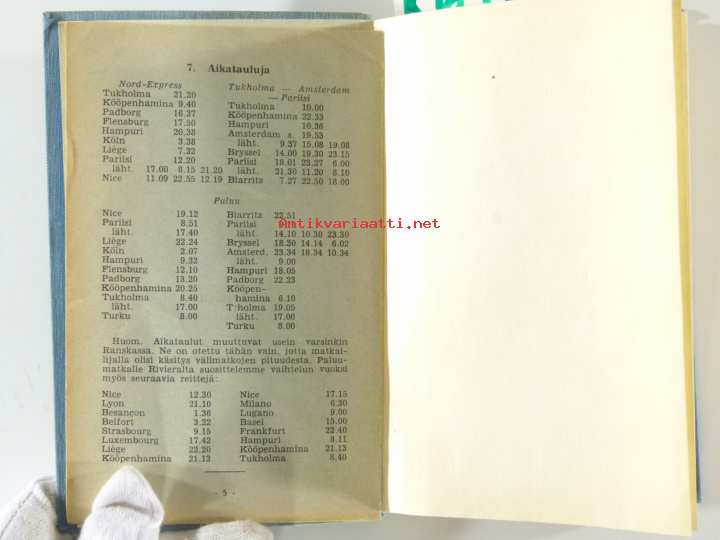 7. Aikatauluja
Nord-Express
Tukholma 21.20
Kööpenhamina 9.40
Padborg 16.37
Flensburg 17.50
Hampuri 20.38
Köln 3.38
Liège 7.32
Pariisi 12.20
läht. 17.00 8.15 21.20
Nice 11.09 22.55 12.19
Tukholma — Amsterdam
— Pariisi
Tukholma 10.00
Kööpenhamina 22.33
Hampuri 10.36
Amsterdam s. 19.53
läht. 9.37 15.08 19.08
Bryssel 14.00 19.30 23.15
Pariisi 18.01 23.27 6.00
läht. 21.30 11.20 8.10
Biarritz 7.27 22.50 18.00
Paluu
Nice 19.12
Pariisi 8.51
läht. 17.40
Liège 22.24
Köln 2.07
Hampuri 9.32
Flensburg 12.10
Padborg 13.20
Kööpenhamina 20.25
Tukholma 8.40
läht. 17.00
Turku 8.00
Biarritz 22.51
Pariisi
läht. 14.10 10.30 23.30
Bryssel 18.20 14.14 6.02
Amsterd. 23.34 18.34 10.34
läht. 9.00
Hampuri 18.05
Padborg 22.23
Kööpen-
hamina 6.10
Tukholma 19.05
läht. 17.00
Turku 8.00
Antikvariaatti.net
Huom. Aikataulut muuttuvat usein varsinkin
Ranskassa. Ne on otettu tähän vain, jotta matkai-
lijalla olisi käsitys välimatkojen pituudesta. Paluu-
matkalle Rivieralta suosittelemme vaihtelun vuoksi
myös seuraavia reittejä:
Nice 12.30
Lyon 21.10
Besançon 1.36
Belfort 3.22
Strasbourg 9.15
Luxembourg 17.42
Liège 22.20
Kööpenhamina 21.13
Nice 17.15
Milano 6.30
Lugano 9.00
Basel 15.00
Frankfurt 22.40
Hampuri 8.11
Kööpenhamina 21.13
Tukholma 8.40
- 5 -